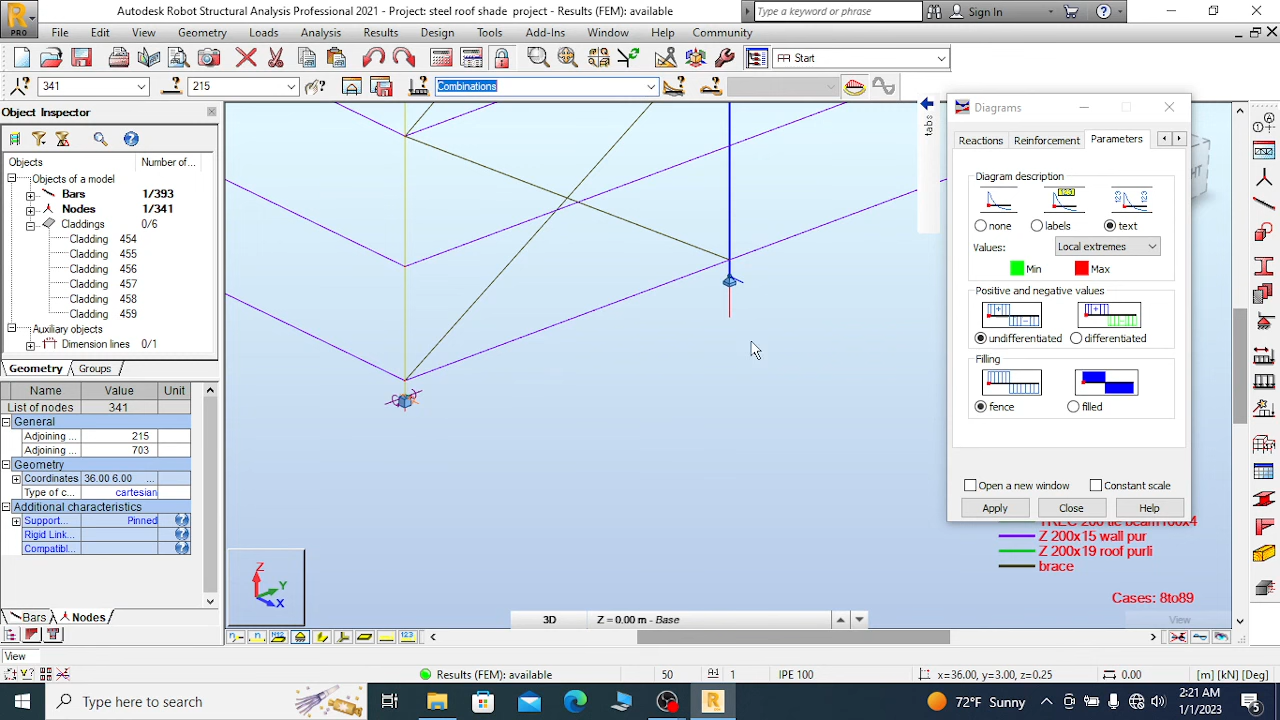 Autodesk Robot Structural Analysis Professional 2021 - Project: steel roof shade project - Results (FEM): available
Type a keyword or phrase
Sign In
PRO
File Edit View Geometry Loads Analysis Results Design Tools Add-Ins Window Help Community
Start
341
215
Combinations
Object Inspector
Objects Number of...
Objects of a model
Bars 1/393
Nodes 1/341
Claddings 0/6
Cladding 454
Cladding 455
Cladding 456
Cladding 457
Cladding 458
Cladding 459
Auxiliary objects
Dimension lines 0/1
Geometry Groups
Name Value Unit
List of nodes 341
General
Adjoining ... 215
Adjoining ... 703
Geometry
Coordinates 36.00 6.00 ...
Type of c... cartesian
Additional characteristics
Support... Pinned
Rigid Link...
Compatibl...
Bars Nodes
tabs
Diagrams
Reactions Reinforcement Parameters
Diagram description
none labels text
Values: Local extremes
Min Max
Positive and negative values
undifferentiated differentiated
Filling
fence filled
Open a new window Constant scale
Apply Close Help
Z 200x15 wall pur
Z 200x19 roof purli
brace
Cases: 8to89
Z
Y
X
3D Z = 0.00 m - Base
View
View
Results (FEM): available 50 1 IPE 100 x=36.00, y=3.00, z=0.25 0.00 [m] [kN] [Deg]
Type here to search
72°F Sunny
2:21 AM
1/1/2023
5